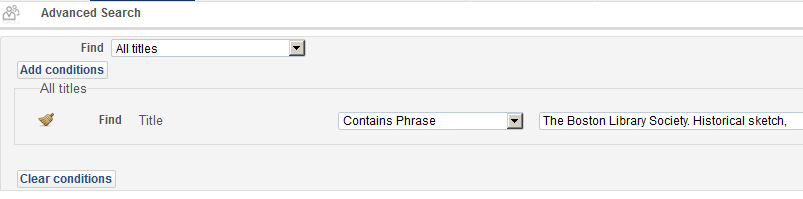 Advanced Search
Find All titles
Add conditions
All titles
Find Title Contains Phrase The Boston Library Society. Historical sketch,
Clear conditions